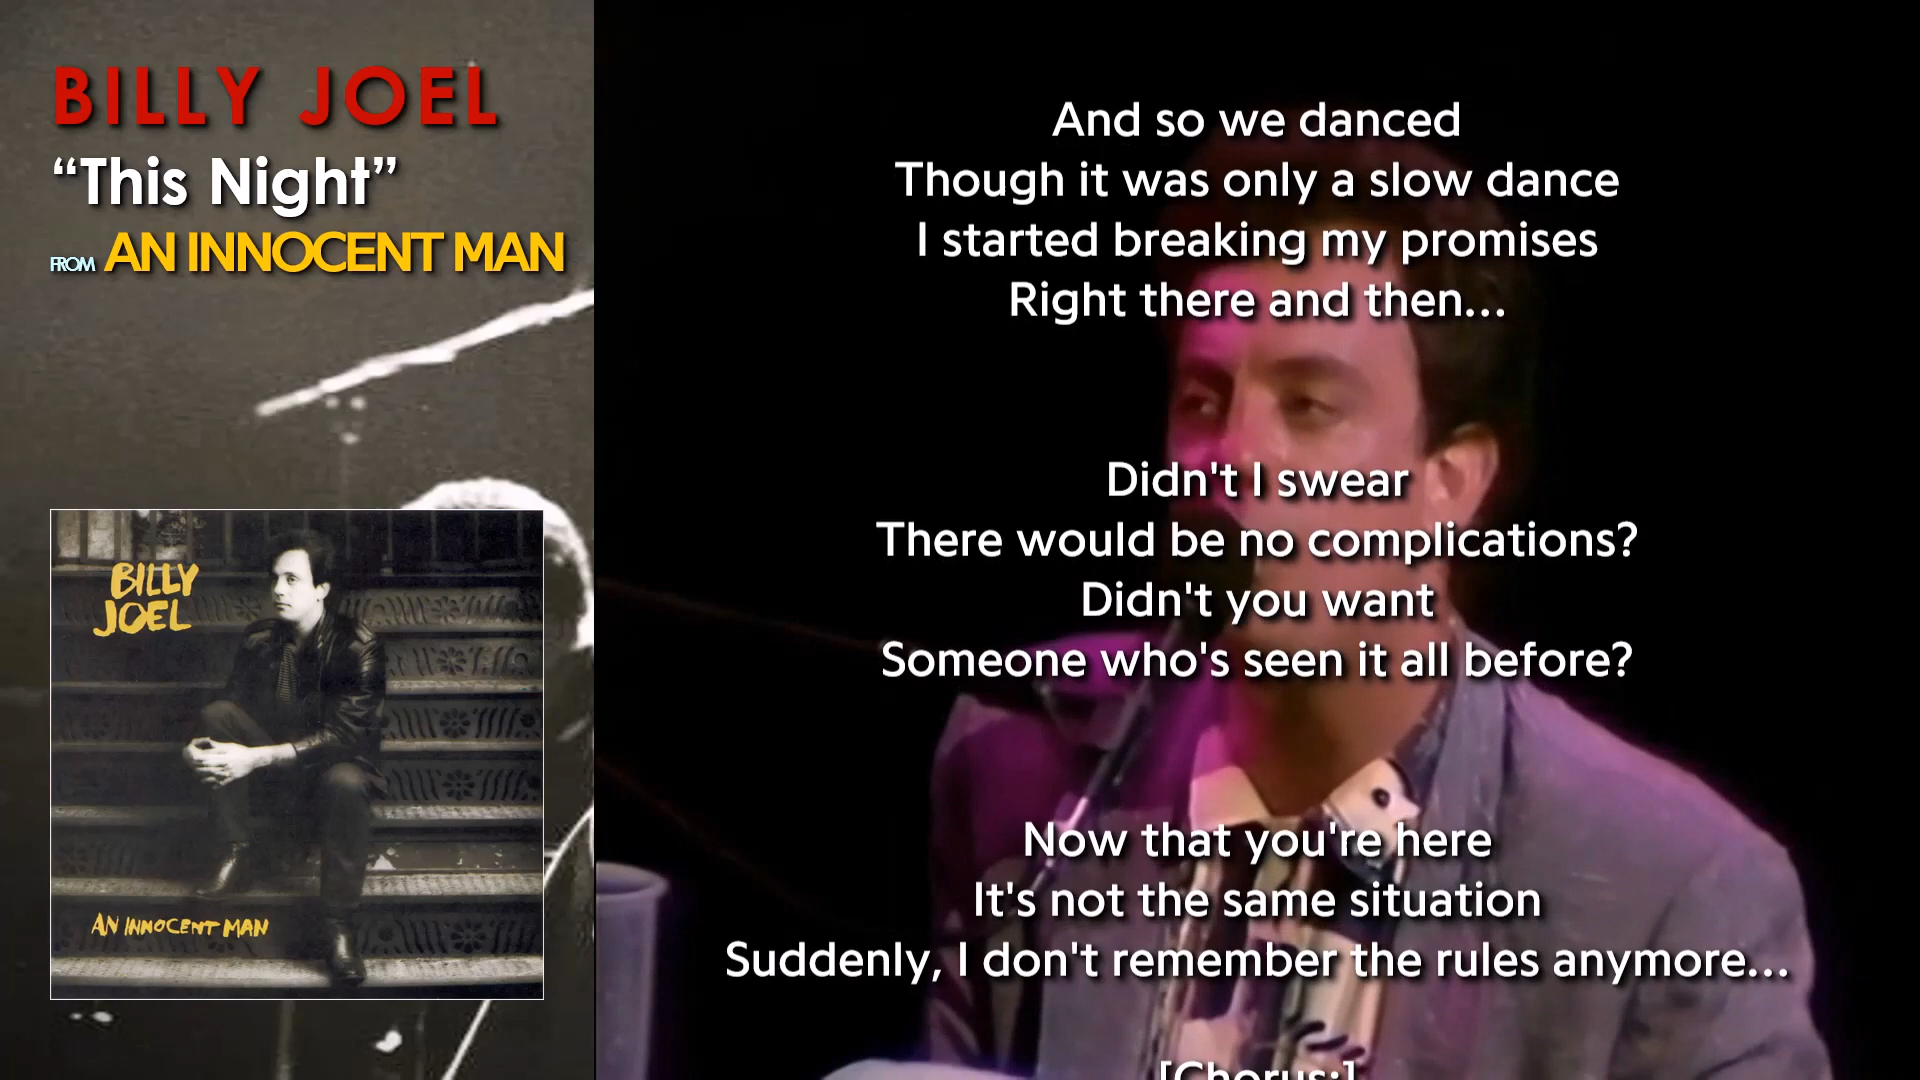 BILLY JOEL
“This Night”
FROM AN INNOCENT MAN
BILLY
JOEL
AN INNOCENT MAN
And so we danced
Though it was only a slow dance
I started breaking my promises
Right there and then...
Didn't I swear
There would be no complications?
Didn't you want
Someone who's seen it all before?
Now that you're here
It's not the same situation
Suddenly, I don't remember the rules anymore...
[Chorus:]